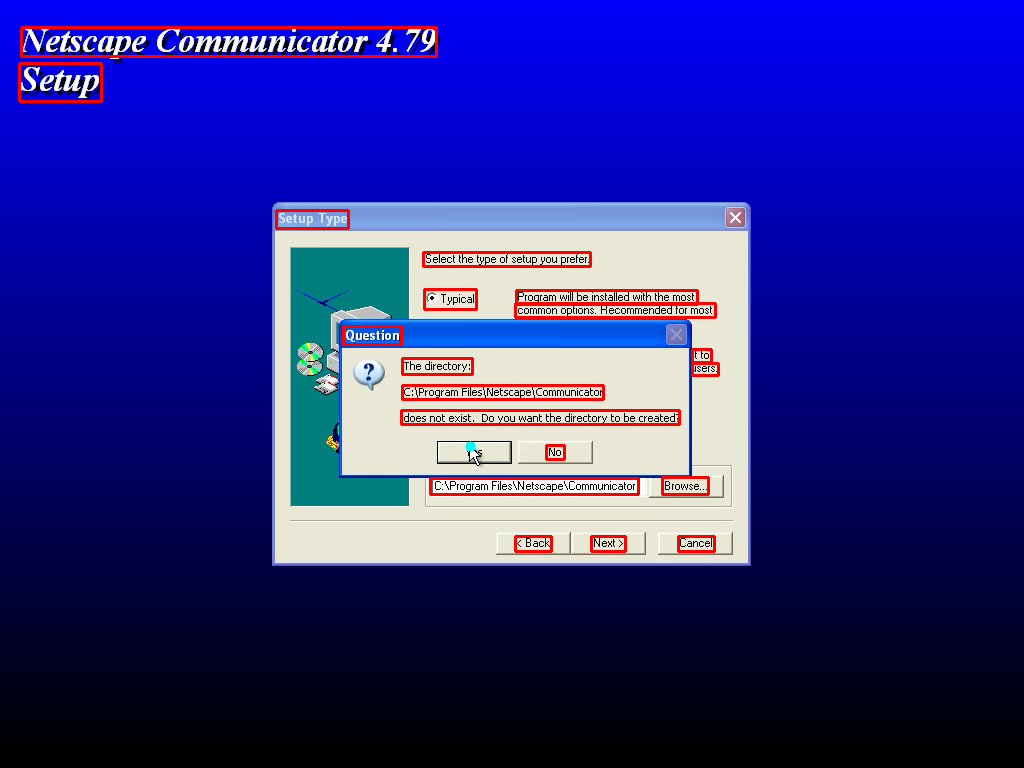 Netscape Communicator 4.79
Setup
Setup Type
Select the type of setup you prefer.
Typical
Program will be installed with the most
common options. Recommended for most
Question
t to
users.
The directory:
C:\Program Files\Netscape\Communicator
does not exist. Do you want the directory to be created?
No
C:\Program Files\Netscape\Communicator
Browse...
< Back
Next >
Cancel